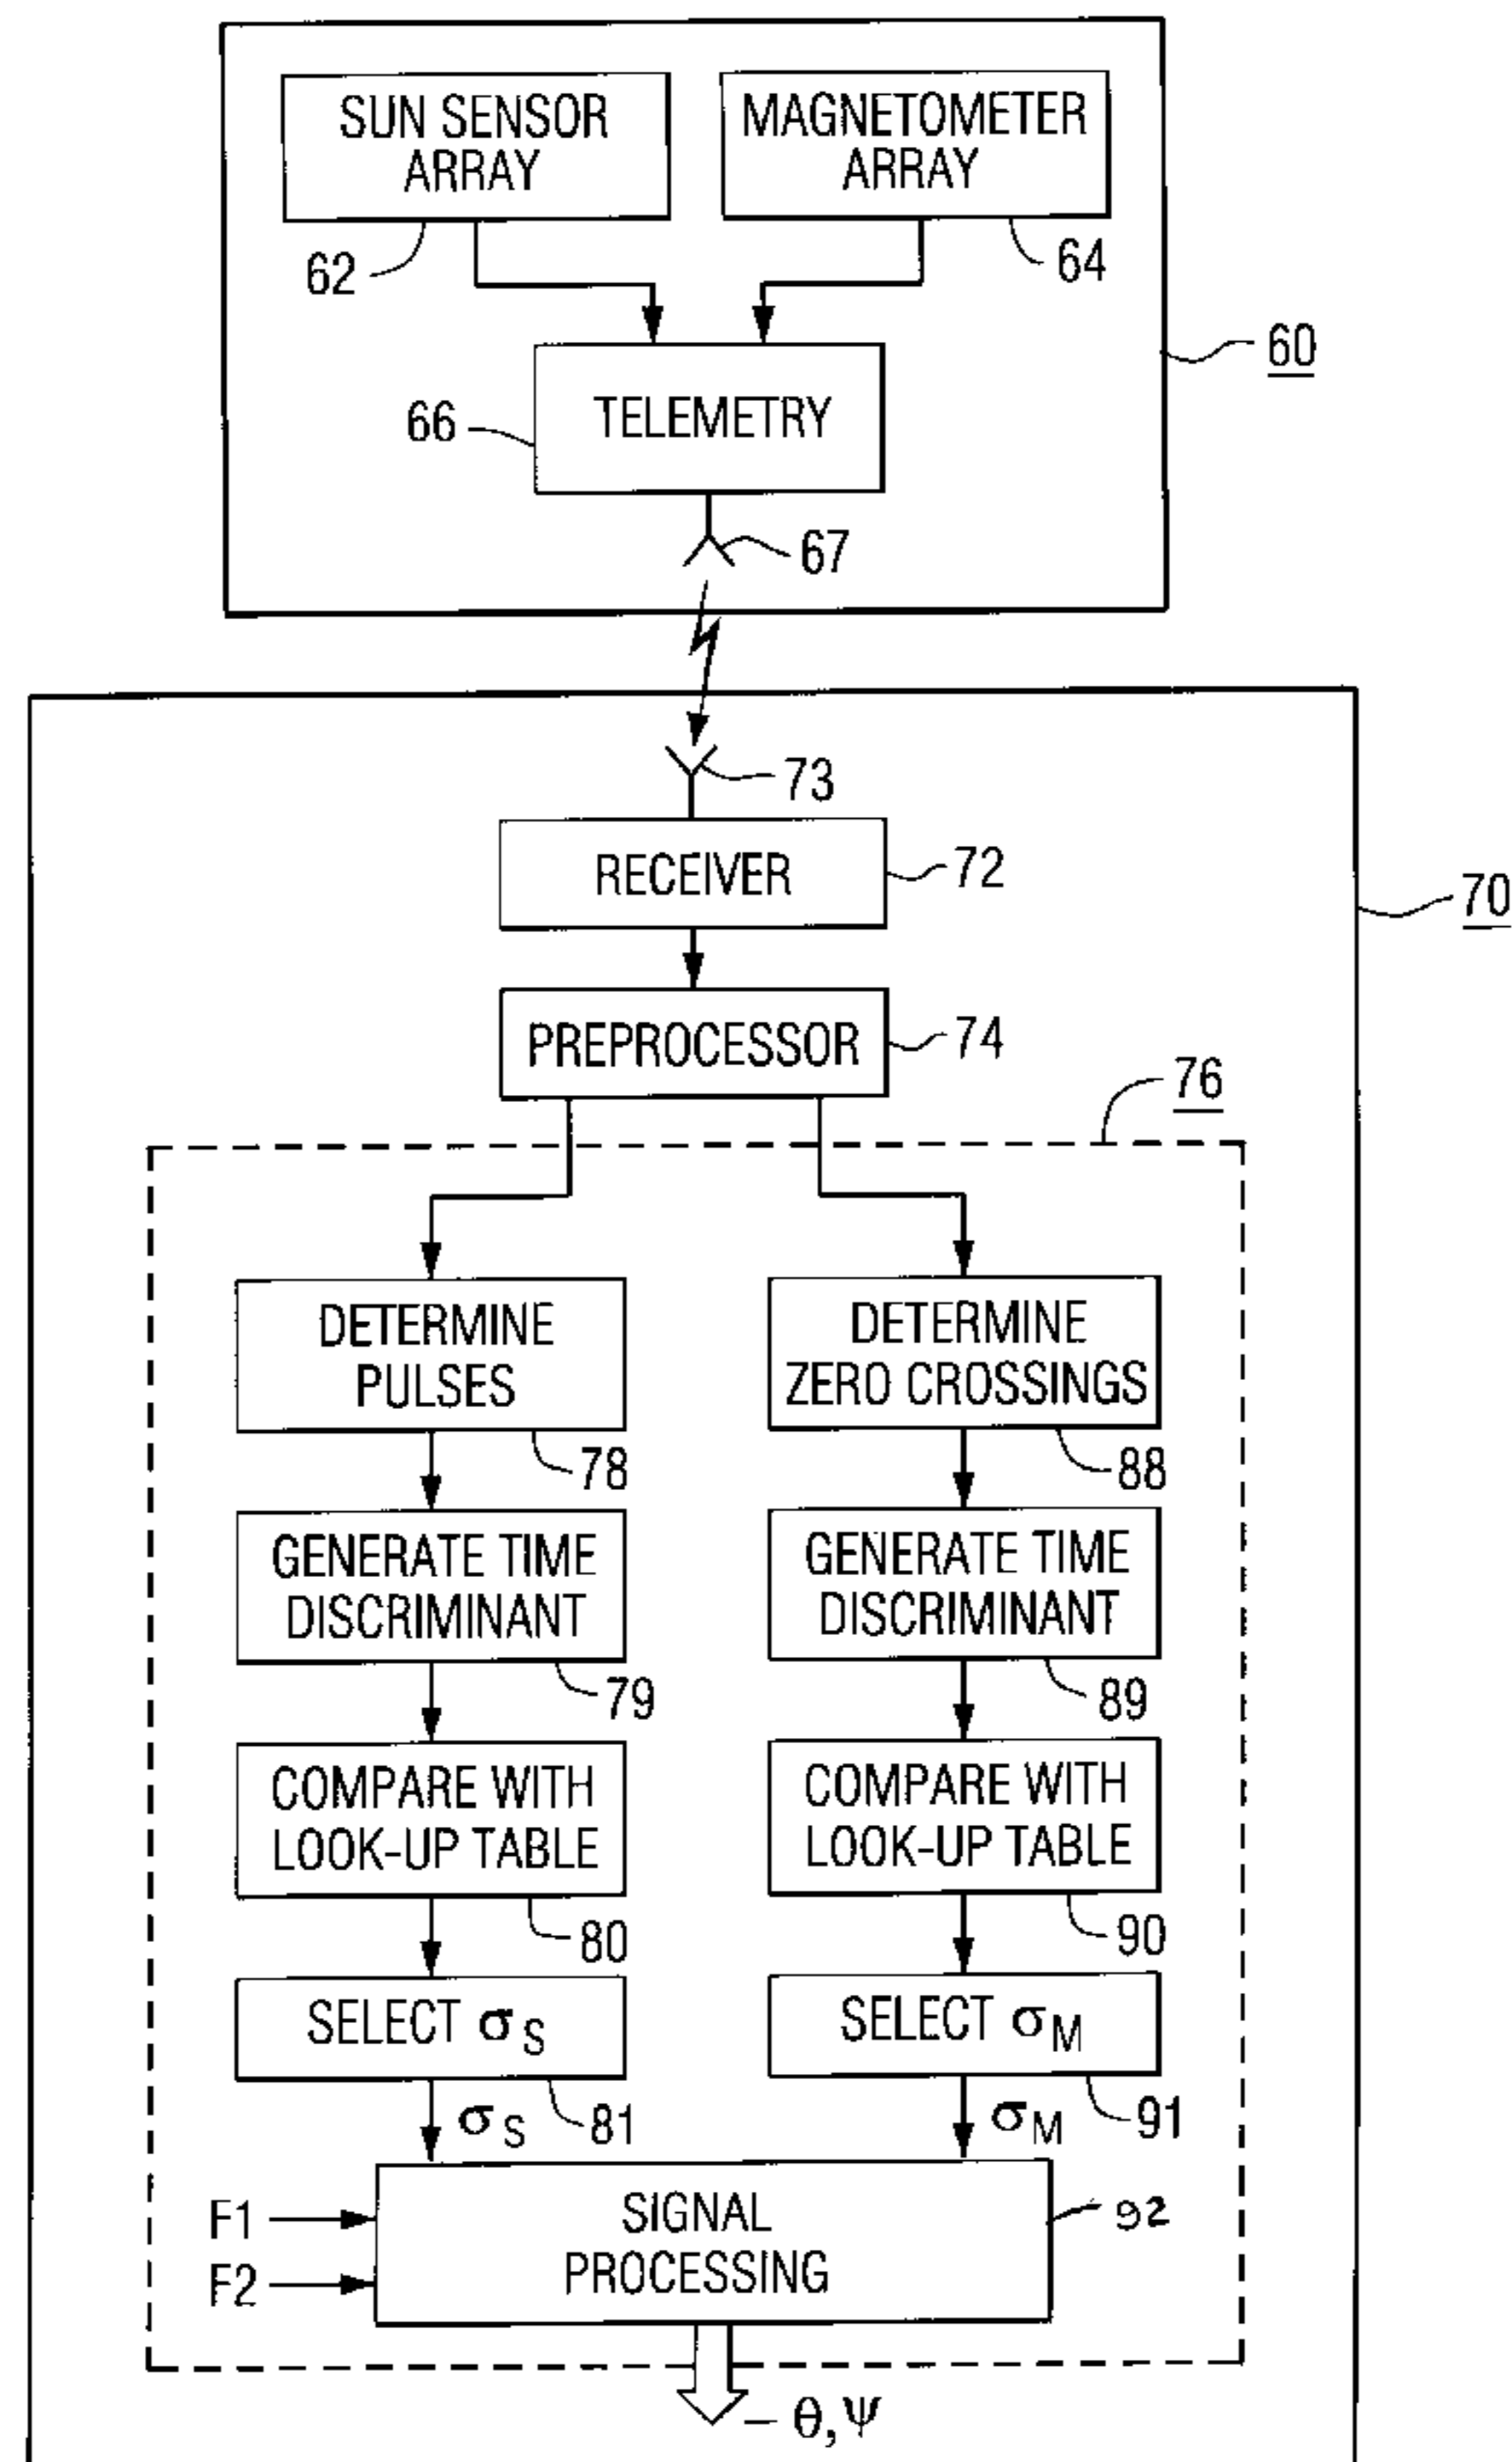 SUN SENSOR
ARRAY
MAGNETOMETER
ARRAY
62
64
60
TELEMETRY
66
67
73
RECEIVER
72
70
PREPROCESSOR
74
76
DETERMINE
PULSES
DETERMINE
ZERO CROSSINGS
78
88
GENERATE TIME
DISCRIMINANT
GENERATE TIME
DISCRIMINANT
79
89
COMPARE WITH
LOOK-UP TABLE
COMPARE WITH
LOOK-UP TABLE
80
90
SELECT σS
SELECT σM
σS
81
σM
91
SIGNAL
PROCESSING
92
F1
F2
θ,ψ